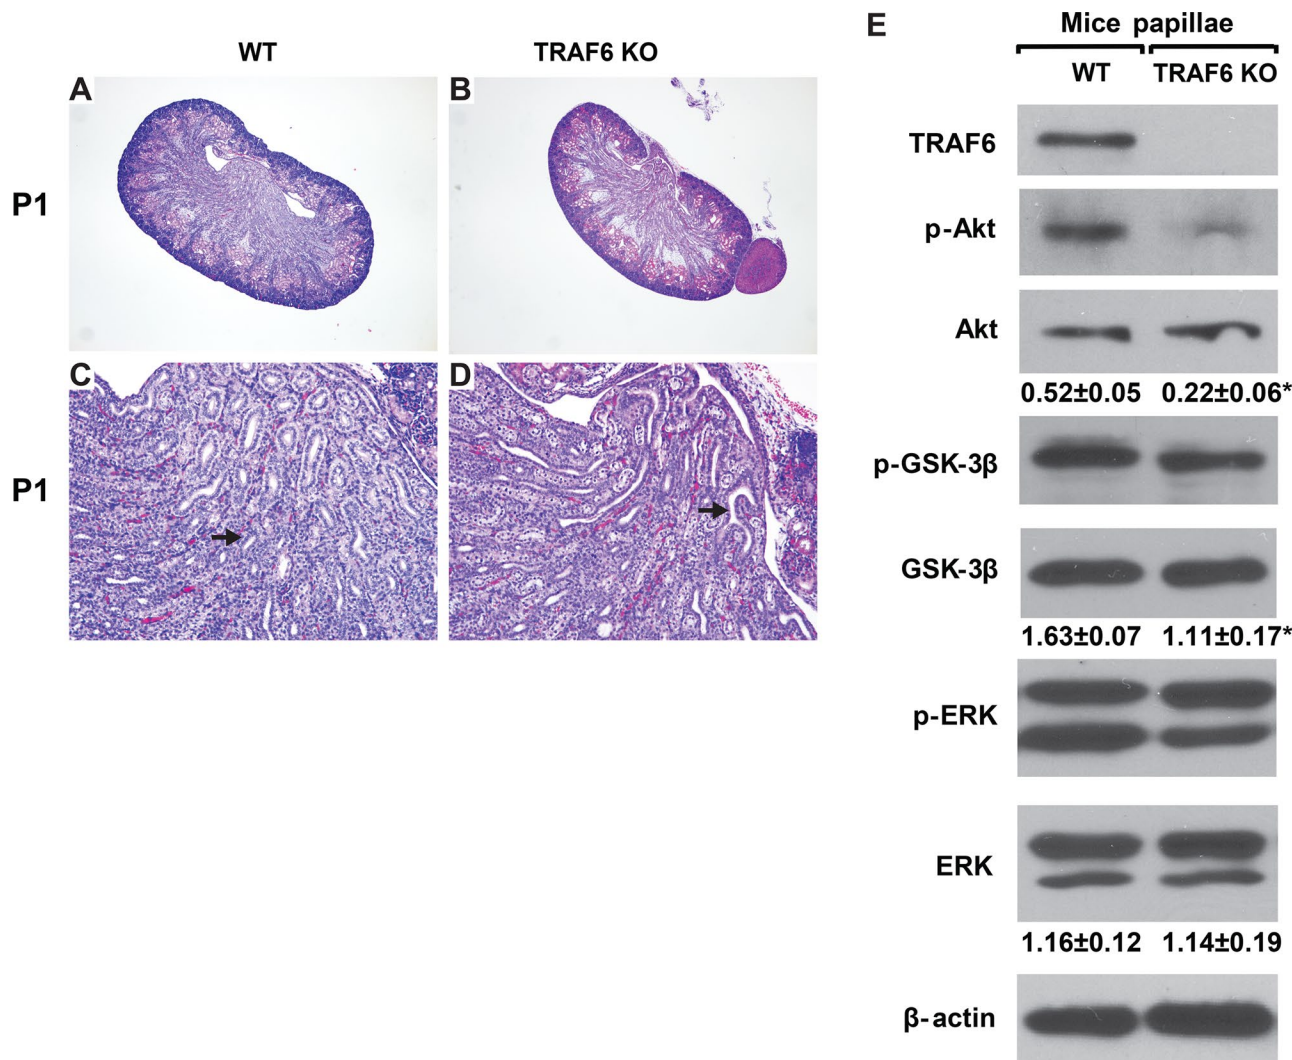 WT
TRAF6 KO
A
B
P1
C
D
P1
E
Mice papillae
WT
TRAF6 KO
TRAF6
p-Akt
Akt
0.52±0.05
0.22±0.06*
p-GSK-3β
GSK-3β
1.63±0.07
1.11±0.17*
p-ERK
ERK
1.16±0.12
1.14±0.19
β-actin